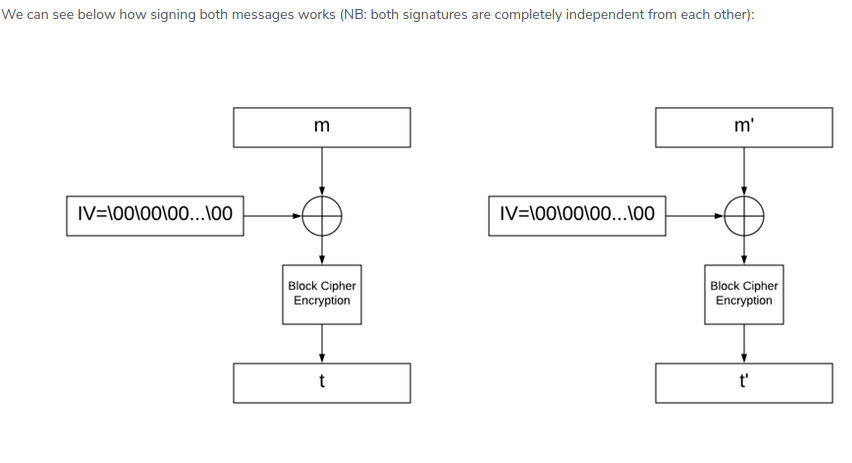 We can see below how signing both messages works (NB: both signatures are completely independent from each other):
m
m'
IV=\00\00\00...\00
IV=\00\00\00...\00
Block Cipher
Encryption
Block Cipher
Encryption
t
t'